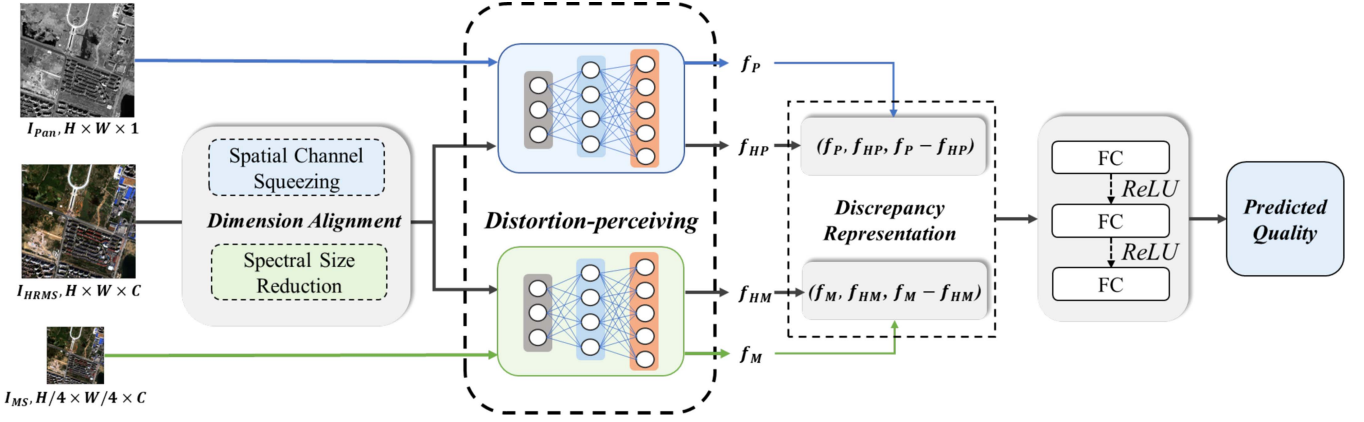 I_Pan, H × W × 1
I_HRMS, H × W × C
I_MS, H/4 × W/4 × C
Spatial Channel
Squeezing
Dimension Alignment
Spectral Size
Reduction
Distortion-perceiving
f_P
f_HP
f_HM
f_M
(f_P, f_HP, f_P − f_HP)
Discrepancy
Representation
(f_M, f_HM, f_M − f_HM)
FC
ReLU
FC
ReLU
FC
Predicted
Quality